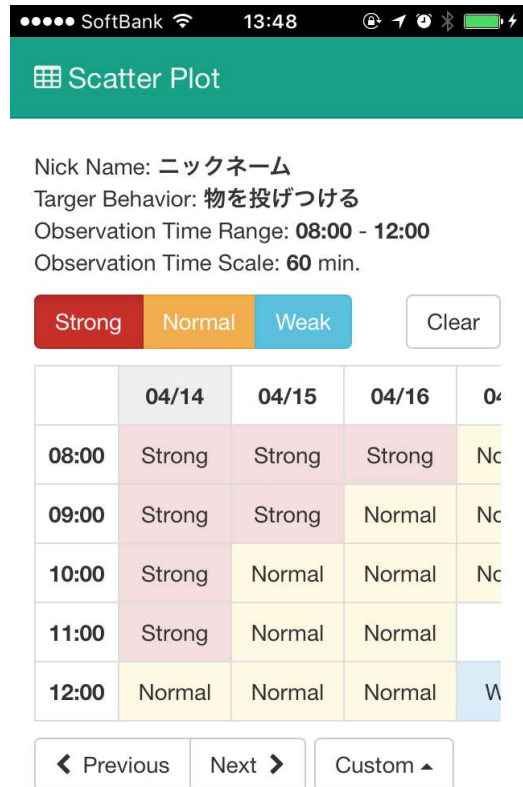 SoftBank 13:48
Scatter Plot
Nick Name: ニックネーム
Targer Behavior: 物を投げつける
Observation Time Range: 08:00 - 12:00
Observation Time Scale: 60 min.
Strong Normal Weak Clear
04/14 04/15 04/16
08:00 Strong Strong Strong
09:00 Strong Strong Normal
10:00 Strong Normal Normal
11:00 Strong Normal Normal
12:00 Normal Normal Normal
Previous Next Custom